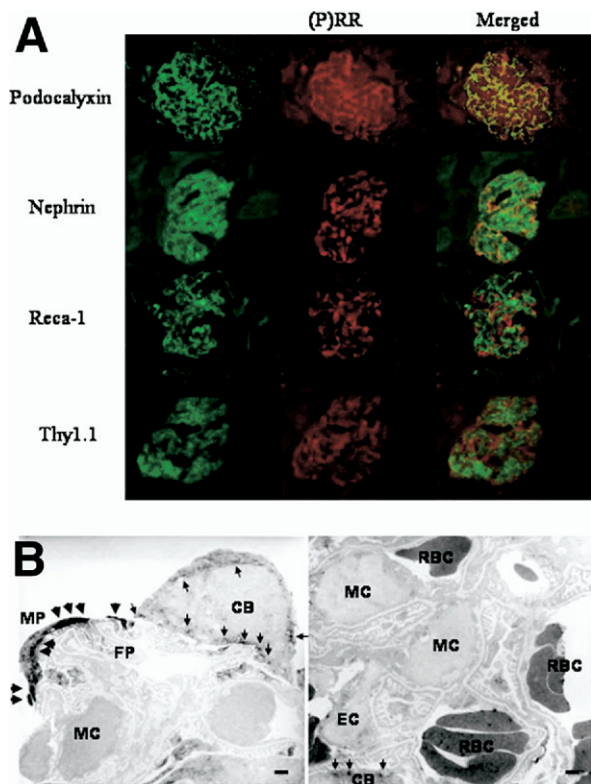 A
(P)RR Merged
Podocalyxin
Nephrin
Reca-1
Thy1.1
B
MP
FP
CB
MC
RBC
MC
MC
RBC
EC
RBC
CB